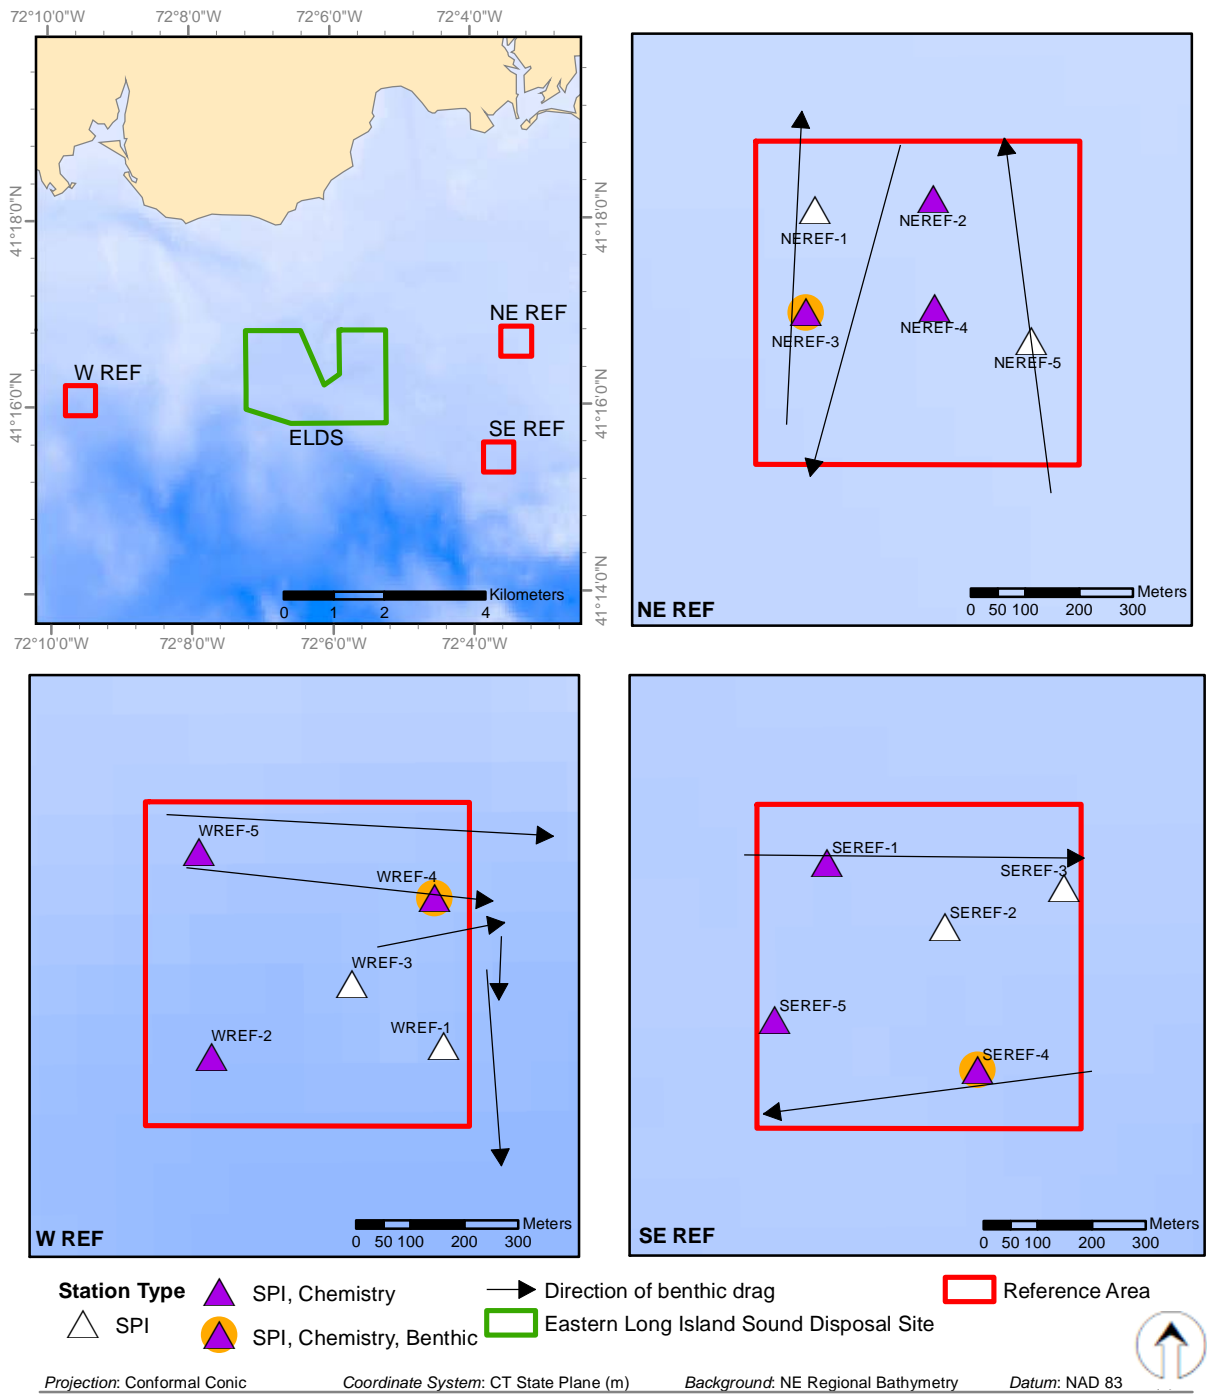 72°10'0"W 72°8'0"W 72°6'0"W 72°4'0"W
41°18'0"N
41°16'0"N
W REF
ELDS
NE REF
SE REF
Kilometers
0 1 2 4
72°10'0"W 72°8'0"W 72°6'0"W 72°4'0"W
41°18'0"N
41°16'0"N
41°14'0"N
NEREF-1
NEREF-2
NEREF-3
NEREF-4
NEREF-5
NE REF
Meters
0 50 100 200 300
WREF-5
WREF-4
WREF-3
WREF-2
WREF-1
W REF
Meters
0 50 100 200 300
SEREF-1
SEREF-3
SEREF-2
SEREF-5
SEREF-4
SE REF
Meters
0 50 100 200 300
Station Type
SPI
SPI, Chemistry
SPI, Chemistry, Benthic
Direction of benthic drag
Eastern Long Island Sound Disposal Site
Reference Area
Projection: Conformal Conic Coordinate System: CT State Plane (m) Background: NE Regional Bathymetry Datum: NAD 83